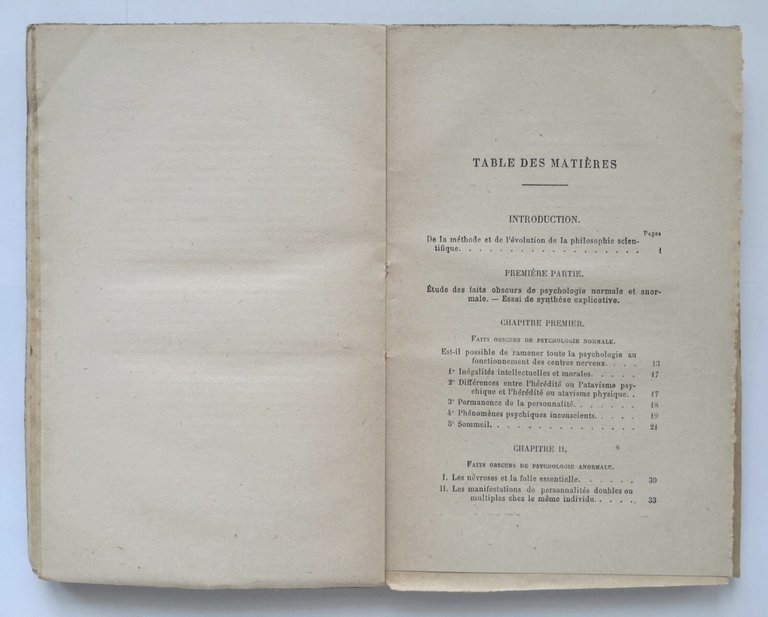 TABLE DES MATIÈRES
INTRODUCTION.
Pages
De la méthode et de l'évolution de la philosophie scien-
tifique. . . . . . . . . . . . . . . . . . . 1
PREMIÈRE PARTIE.
Étude des faits obscurs de psychologie normale et anor-
male. — Essai de synthèse explicative.
CHAPITRE PREMIER.
FAITS OBSCURS DE PSYCHOLOGIE NORMALE.
Est-il possible de ramener toute la psychologie au
fonctionnement des centres nerveux. . . . 13
1° Inégalités intellectuelles et morales. . . . . 17
2° Différences entre l'hérédité ou l'atavisme psy-
chique et l'hérédité ou atavisme physique. . 17
3° Permanence de la personnalité. . . . . . . 18
4° Phénomènes psychiques inconscients. . . . . 19
5° Sommeil. . . . . . . . . . . . . . . 21
CHAPITRE II.
FAITS OBSCURS DE PSYCHOLOGIE ANORMALE.
I. Les névroses et la folie essentielle. . . . . . . 30
II. Les manifestations de personnalités doubles ou
multiples chez le même individu. . . . . 33